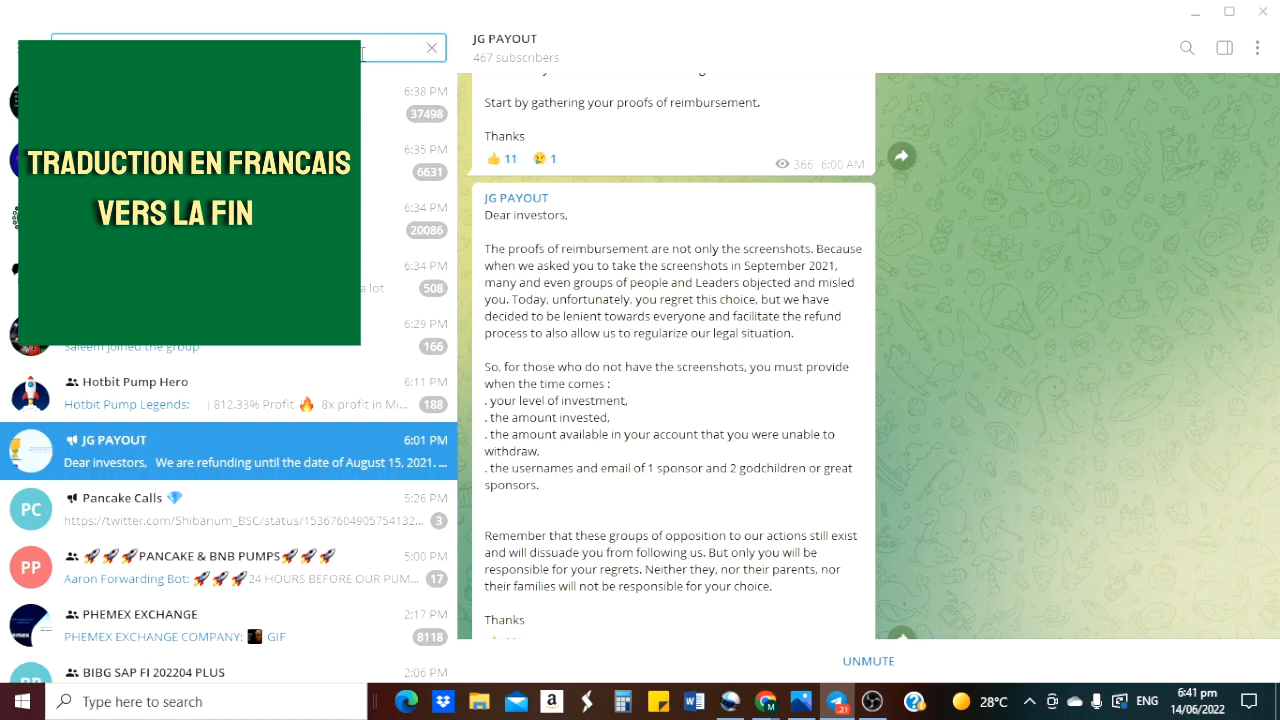 JG PAYOUT
467 subscribers
TRADUCTION EN FRANCAIS
VERS LA FIN
6:38 PM
37498
6:35 PM
6631
6:34 PM
20086
6:34 PM
a lot
508
6:29 PM
Saleem joined the group
166
Hotbit Pump Hero
6:11 PM
Hotbit Pump Legends: | 812.33% Profit 🔥 8x profit in Mi...
188
JG PAYOUT
6:01 PM
Dear investors, We are refunding until the date of August 15, 2021. ...
PC
Pancake Calls 💎
5:26 PM
https://twitter.com/Shibarium_BSC/status/15367604905754132...
3
PP
🚀🚀🚀PANCAKE & BNB PUMPS🚀🚀🚀
5:00 PM
Aaron Forwarding Bot: 🚀🚀🚀24 HOURS BEFORE OUR PUM...
17
PHEMEX EXCHANGE
2:17 PM
PHEMEX EXCHANGE COMPANY: GIF
8118
BIBG SAP FI 202204 PLUS
2:06 PM
Start by gathering your proofs of reimbursement.
Thanks
👍 11 😢 1
366 6:00 AM
JG PAYOUT
Dear investors,
The proofs of reimbursement are not only the screenshots. Because
when we asked you to take the screenshots in September 2021,
many and even groups of people and Leaders objected and misled
you. Today, unfortunately, you regret this choice, but we have
decided to be lenient towards everyone and facilitate the refund
process to also allow us to regularize our legal situation.
So, for those who do not have the screenshots, you must provide
when the time comes :
. your level of investment,
. the amount invested,
. the amount available in your account that you were unable to
withdraw,
. the usernames and email of 1 sponsor and 2 godchildren or great
sponsors.
Remember that these groups of opposition to our actions still exist
and will dissuade you from following us. But only you will be
responsible for your regrets. Neither they, nor their parents, nor
their families will not be responsible for your choice.
Thanks
UNMUTE
Type here to search
28°C
ENG
6:41 pm
14/06/2022